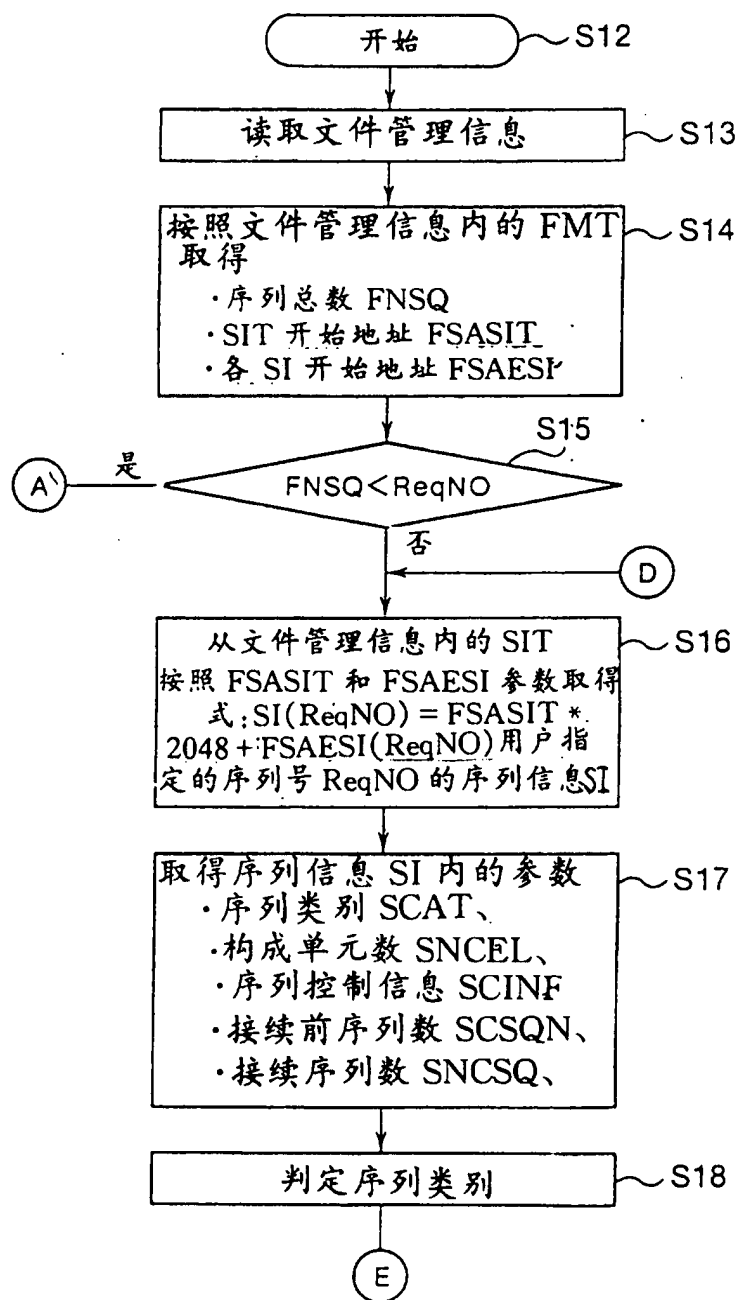 开始
S12
读取文件管理信息
S13
按照文件管理信息内的 FMT
取得
·序列总数 FNSQ
·SIT 开始地址 FSASIT
·各 SI 开始地址 FSAESI
S14
S15
是
A
FNSQ<ReqNO
否
D
从文件管理信息内的 SIT
按照 FSASIT 和 FSAESI 参数取得
式:SI(ReqNO)=FSASIT *
2048+FSAESI(ReqNO)用户指
定的序列号 ReqNO 的序列信息SI
S16
取得序列信息 SI 内的参数
·序列类别 SCAT、
·构成单元数 SNCEL、
·序列控制信息 SCINF
·接续前序列数 SCSQN、
·接续序列数 SNCSQ、
S17
判定序列类别
S18
E